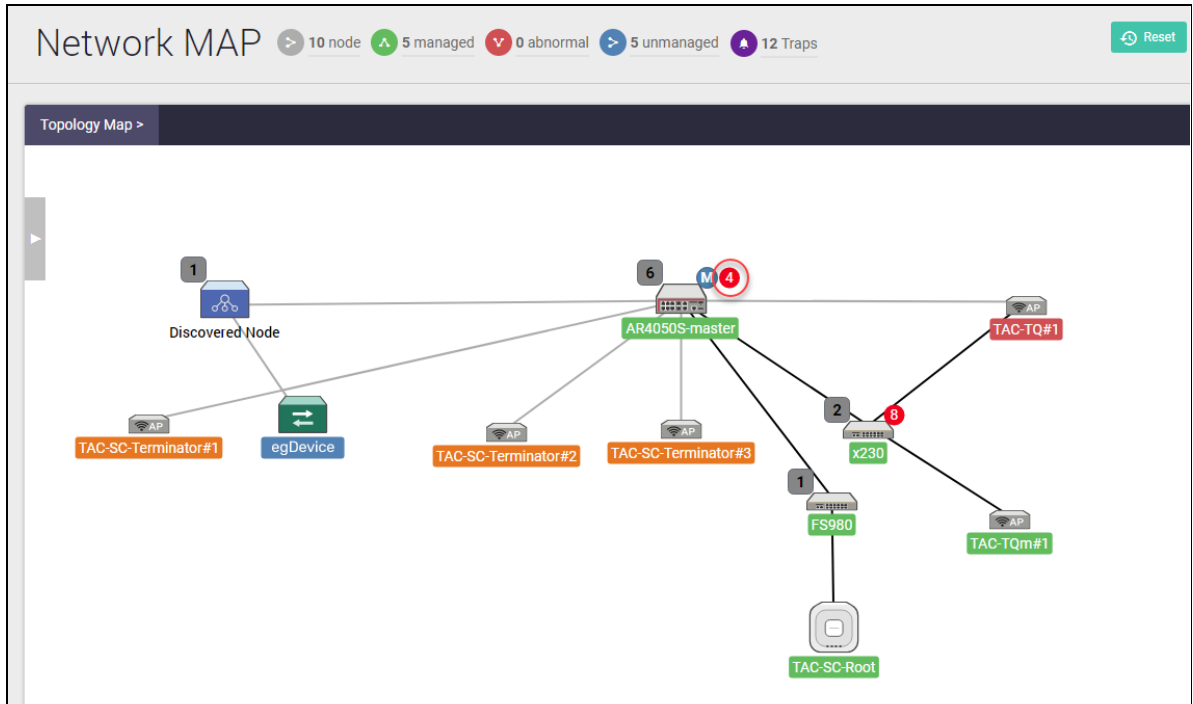 Network MAP 10 node 5 managed 0 abnormal 5 unmanaged 12 Traps Reset
Topology Map >
1
6 M 4
Discovered Node
AR4050S-master
AP
TAC-TQ#1
AP
TAC-SC-Terminator#1
egDevice
AP
TAC-SC-Terminator#2
AP
TAC-SC-Terminator#3
2 8
x230
1
FS980
AP
TAC-TQm#1
TAC-SC-Root